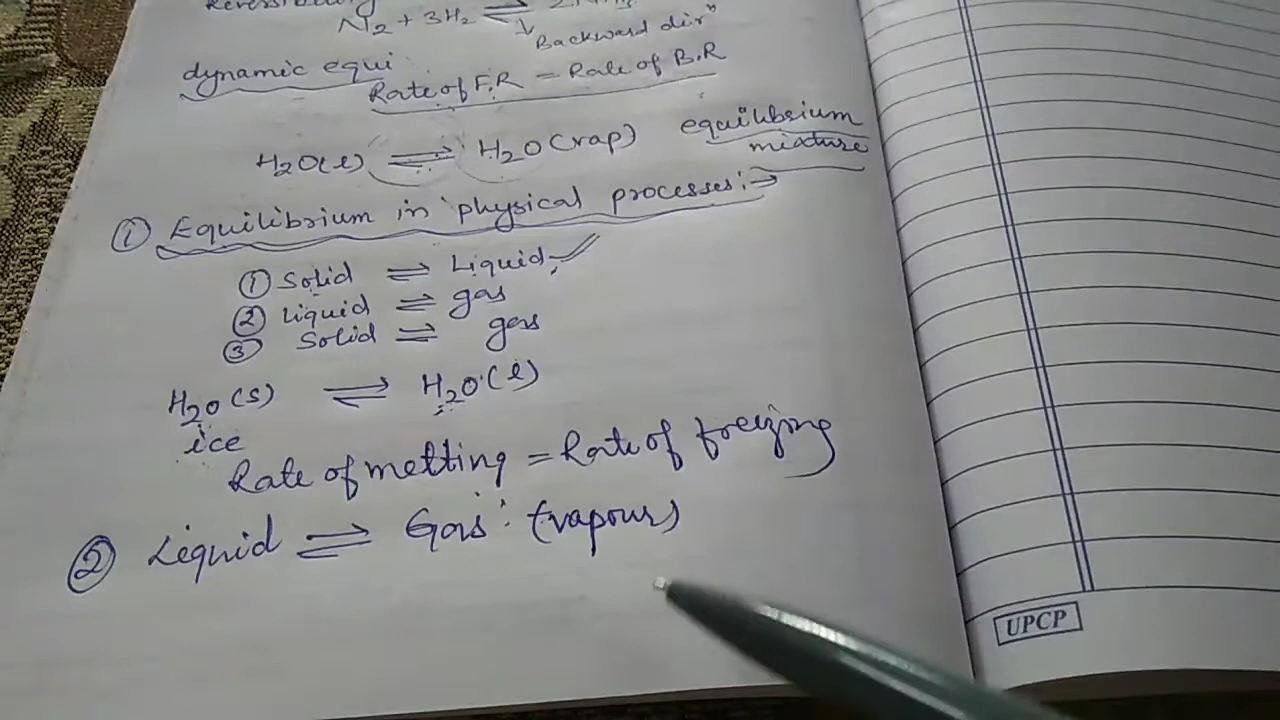 N2 + 3H2 ⇌
Backward dirⁿ
dynamic equi
Rate of F.R = Rate of B.R
H2O(l) ⇌ H2O(vap) equilibrium
mixture
① Equilibrium in physical processes:→
① Solid ⇌ Liquid
② Liquid ⇌ gas
③ Solid ⇌ gas
H2O(s) ⇌ H2O(l)
ice
Rate of melting = Rate of freezing
② Liquid ⇌ Gas: (vapours)
UPCP